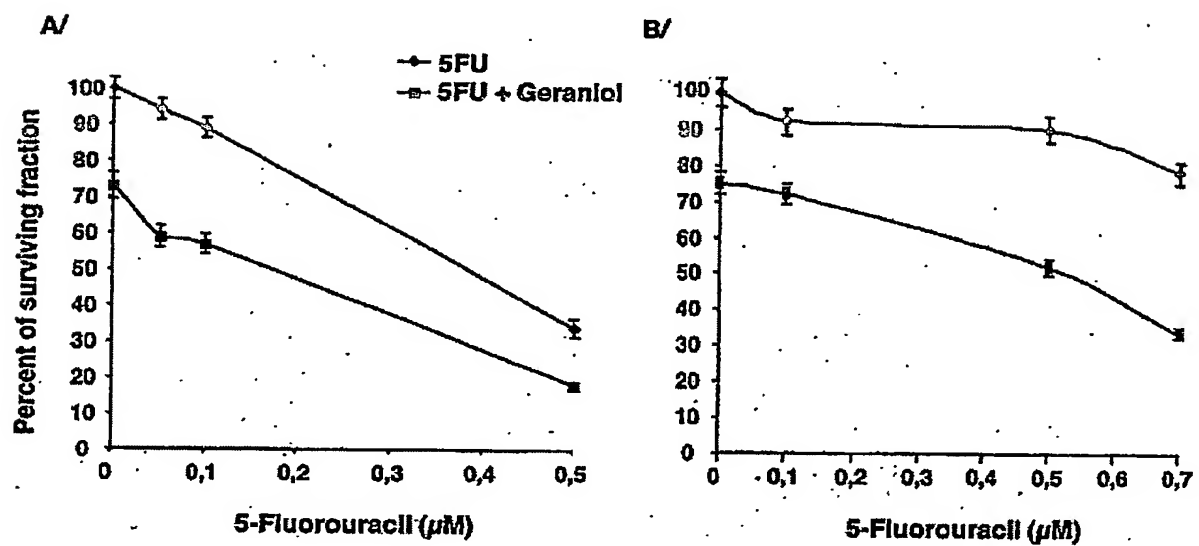 A/
5FU
5FU + Geraniol
Percent of surviving fraction
100
90
80
70
60
50
40
30
20
10
0
0 0,1 0,2 0,3 0,4 0,5
5-Fluorouracil (µM)
B/
100
90
80
70
60
50
40
30
20
10
0
0 0,1 0,2 0,3 0,4 0,5 0,6 0,7
5-Fluorouracil (µM)